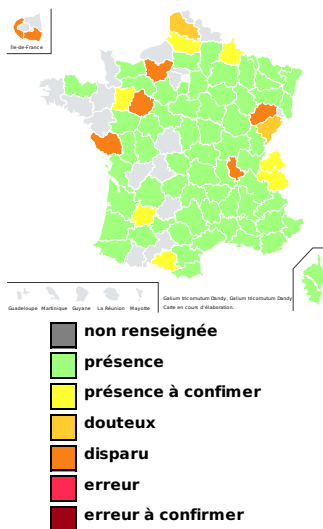 Île-de-France
Guadeloupe Martinique Guyane La Réunion Mayotte
Galium tricornutum Dandy, Galium tricornutum Dandy
Carte en cours d'élaboration.
non renseignée
présence
présence à confimer
douteux
disparu
erreur
erreur à confirmer